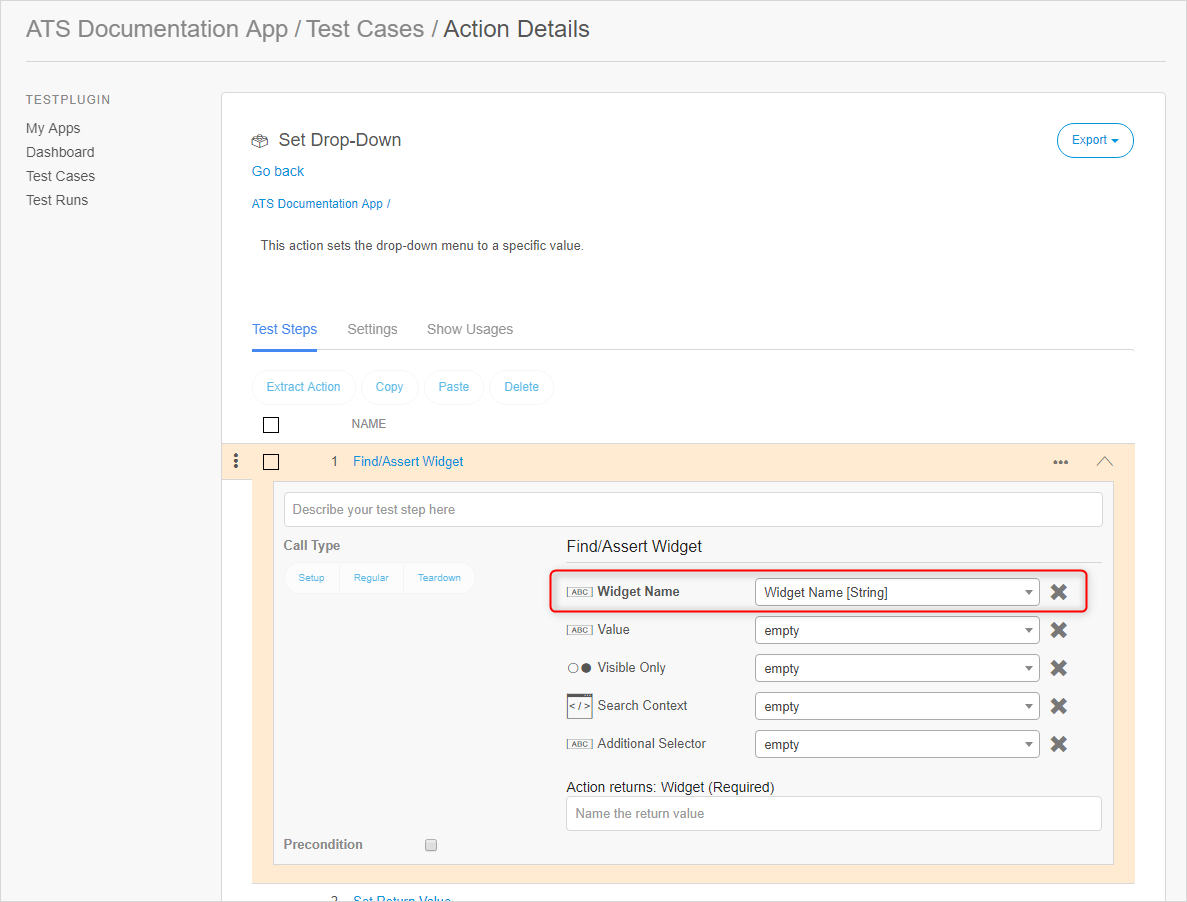 ATS Documentation App / Test Cases / Action Details
TESTPLUGIN
My Apps
Dashboard
Test Cases
Test Runs
Set Drop-Down
Export
Go back
ATS Documentation App /
This action sets the drop-down menu to a specific value.
Test Steps Settings Show Usages
Extract Action Copy Paste Delete
NAME
1 Find/Assert Widget
Describe your test step here
Call Type
Setup Regular Teardown
Find/Assert Widget
ABC Widget Name Widget Name [String]
ABC Value empty
Visible Only empty
</> Search Context empty
ABC Additional Selector empty
Action returns: Widget (Required)
Name the return value
Precondition
2 Set Return Value